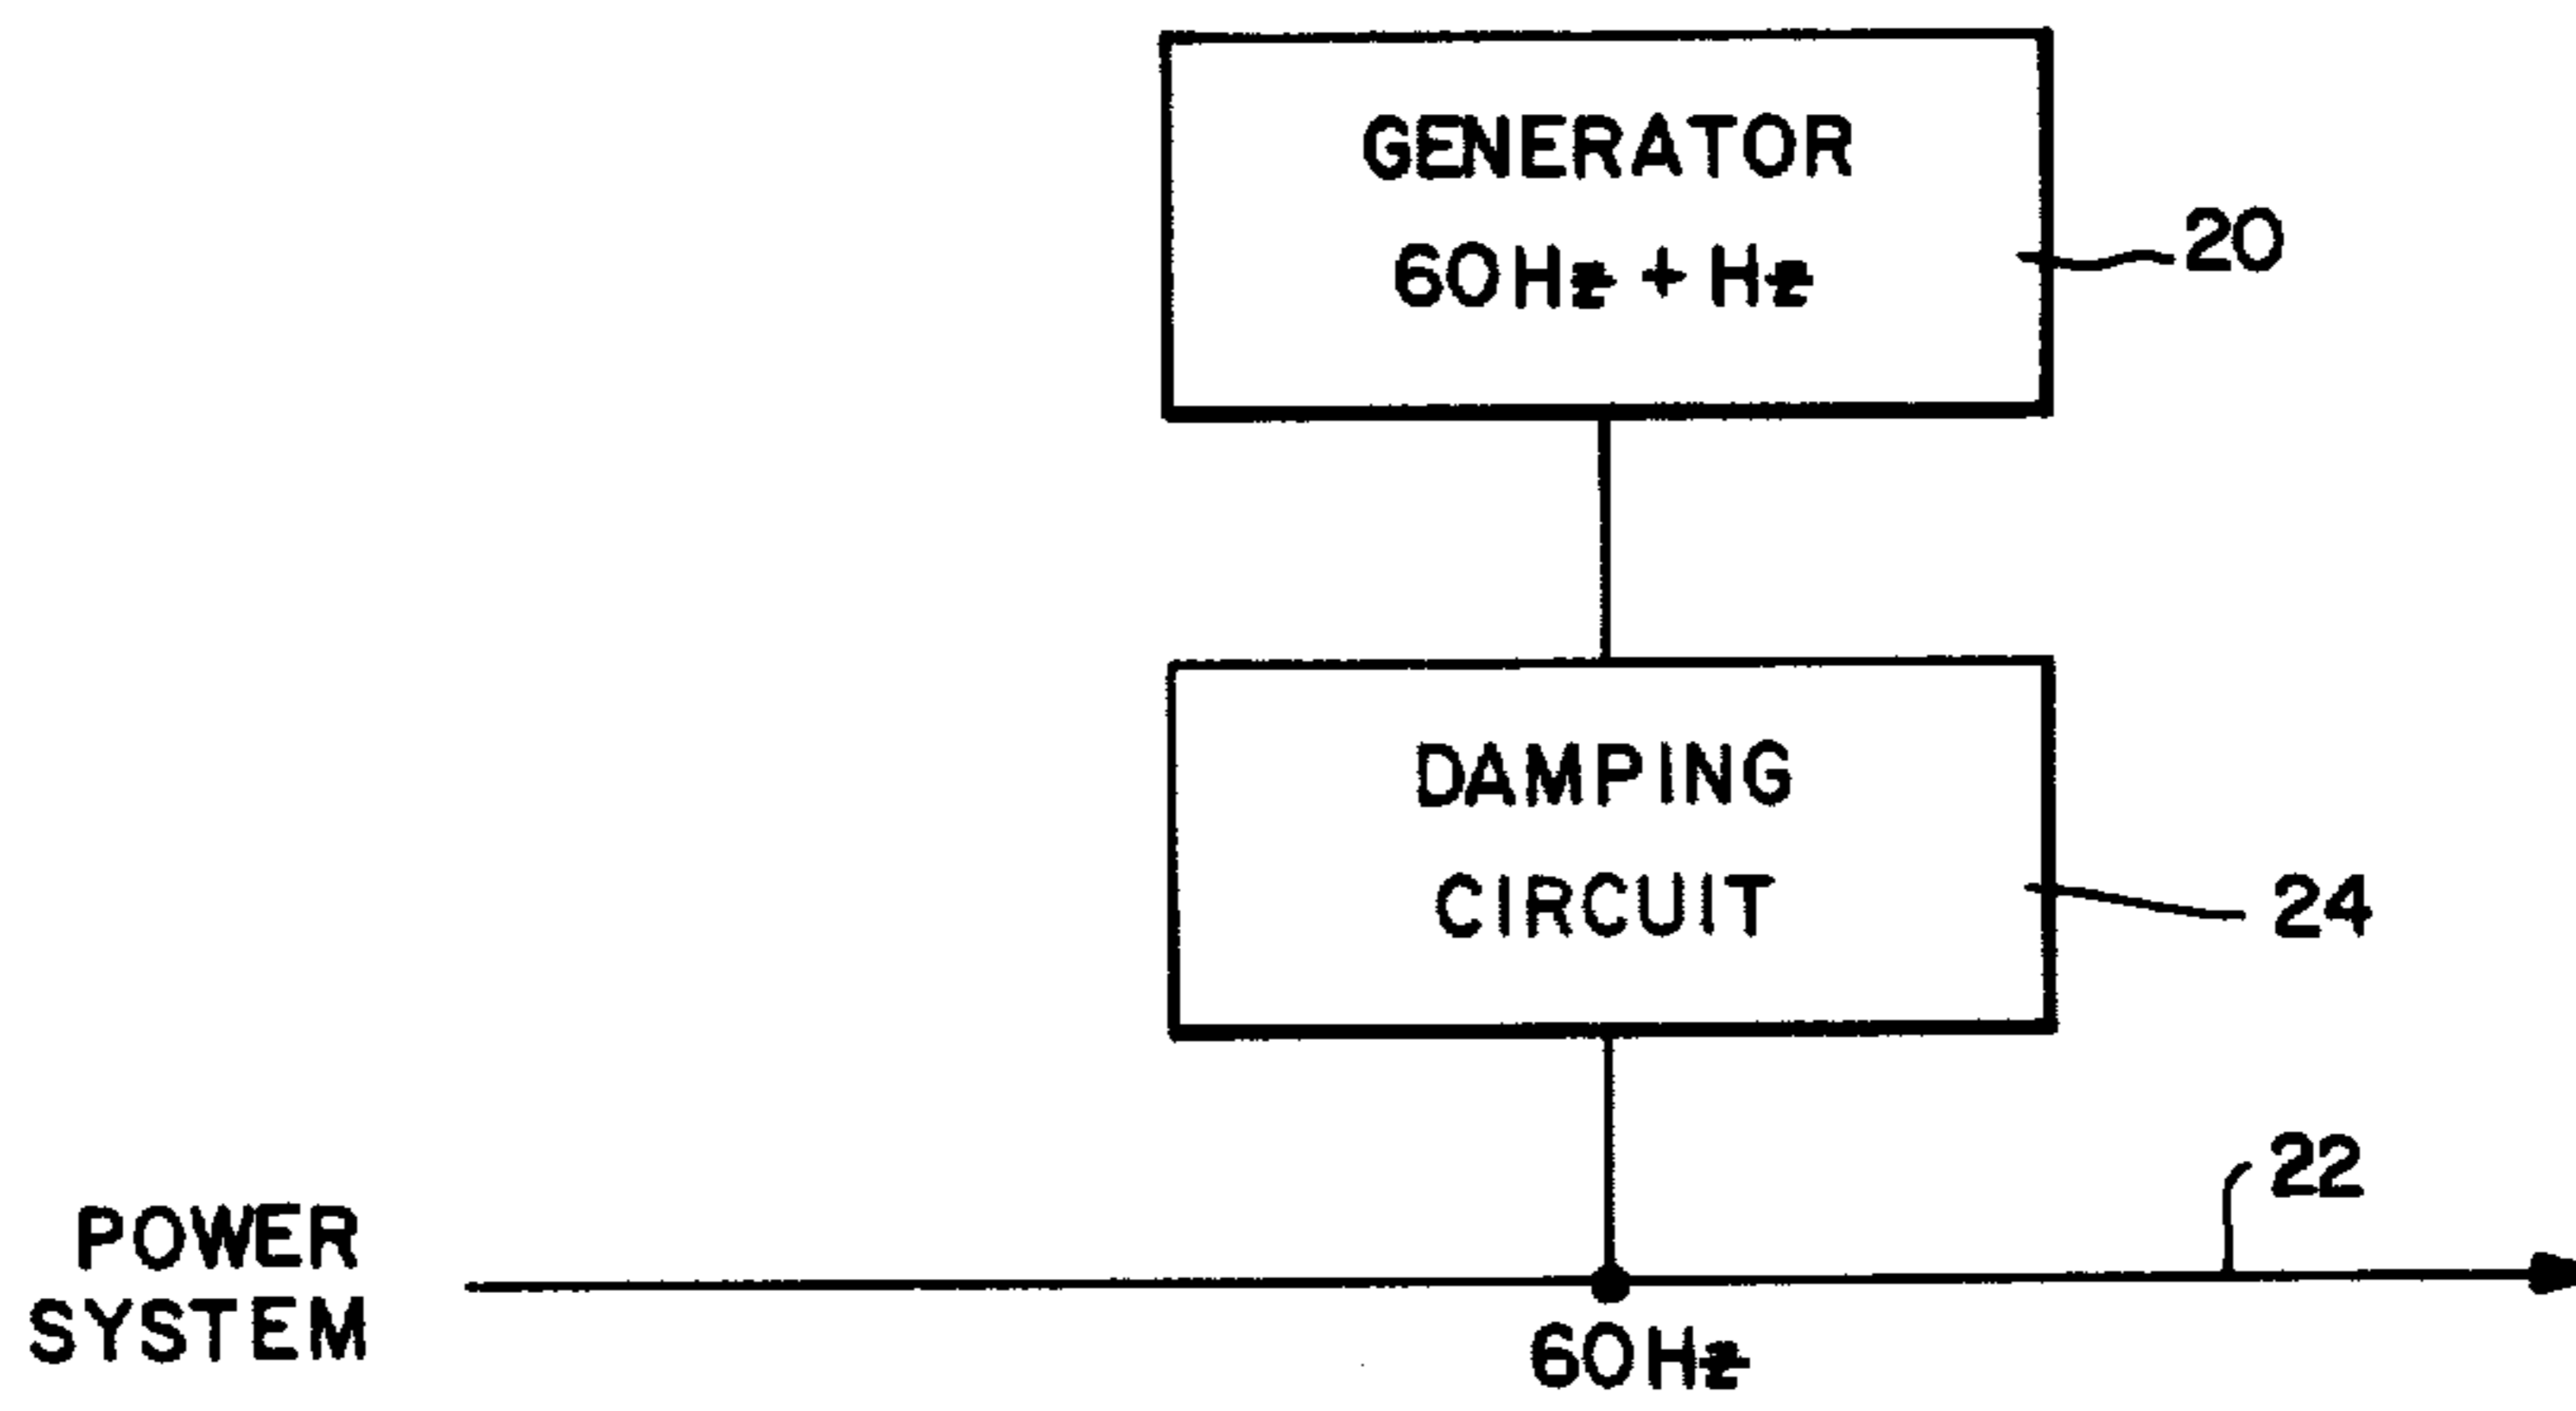 GENERATOR
60Hz + Hz
20
DAMPING
CIRCUIT
24
22
POWER
SYSTEM
60Hz